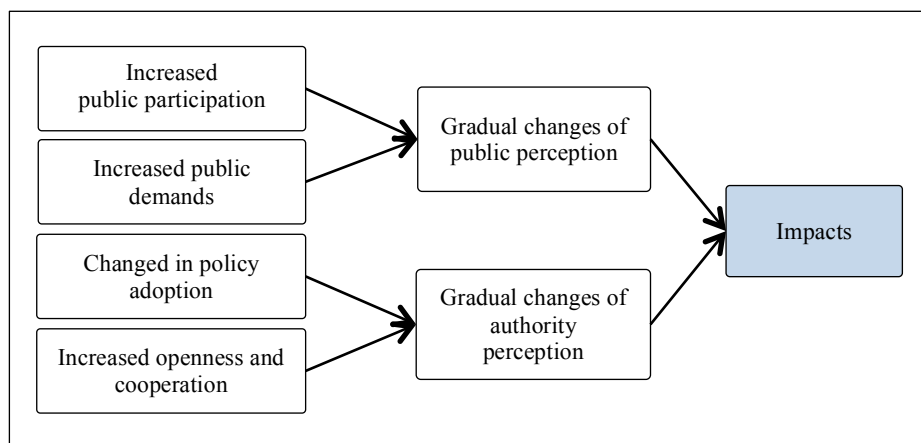 Increased
public participation
Increased public
demands
Changed in policy
adoption
Increased openness and
cooperation
Gradual changes of
public perception
Gradual changes of
authority
perception
Impacts